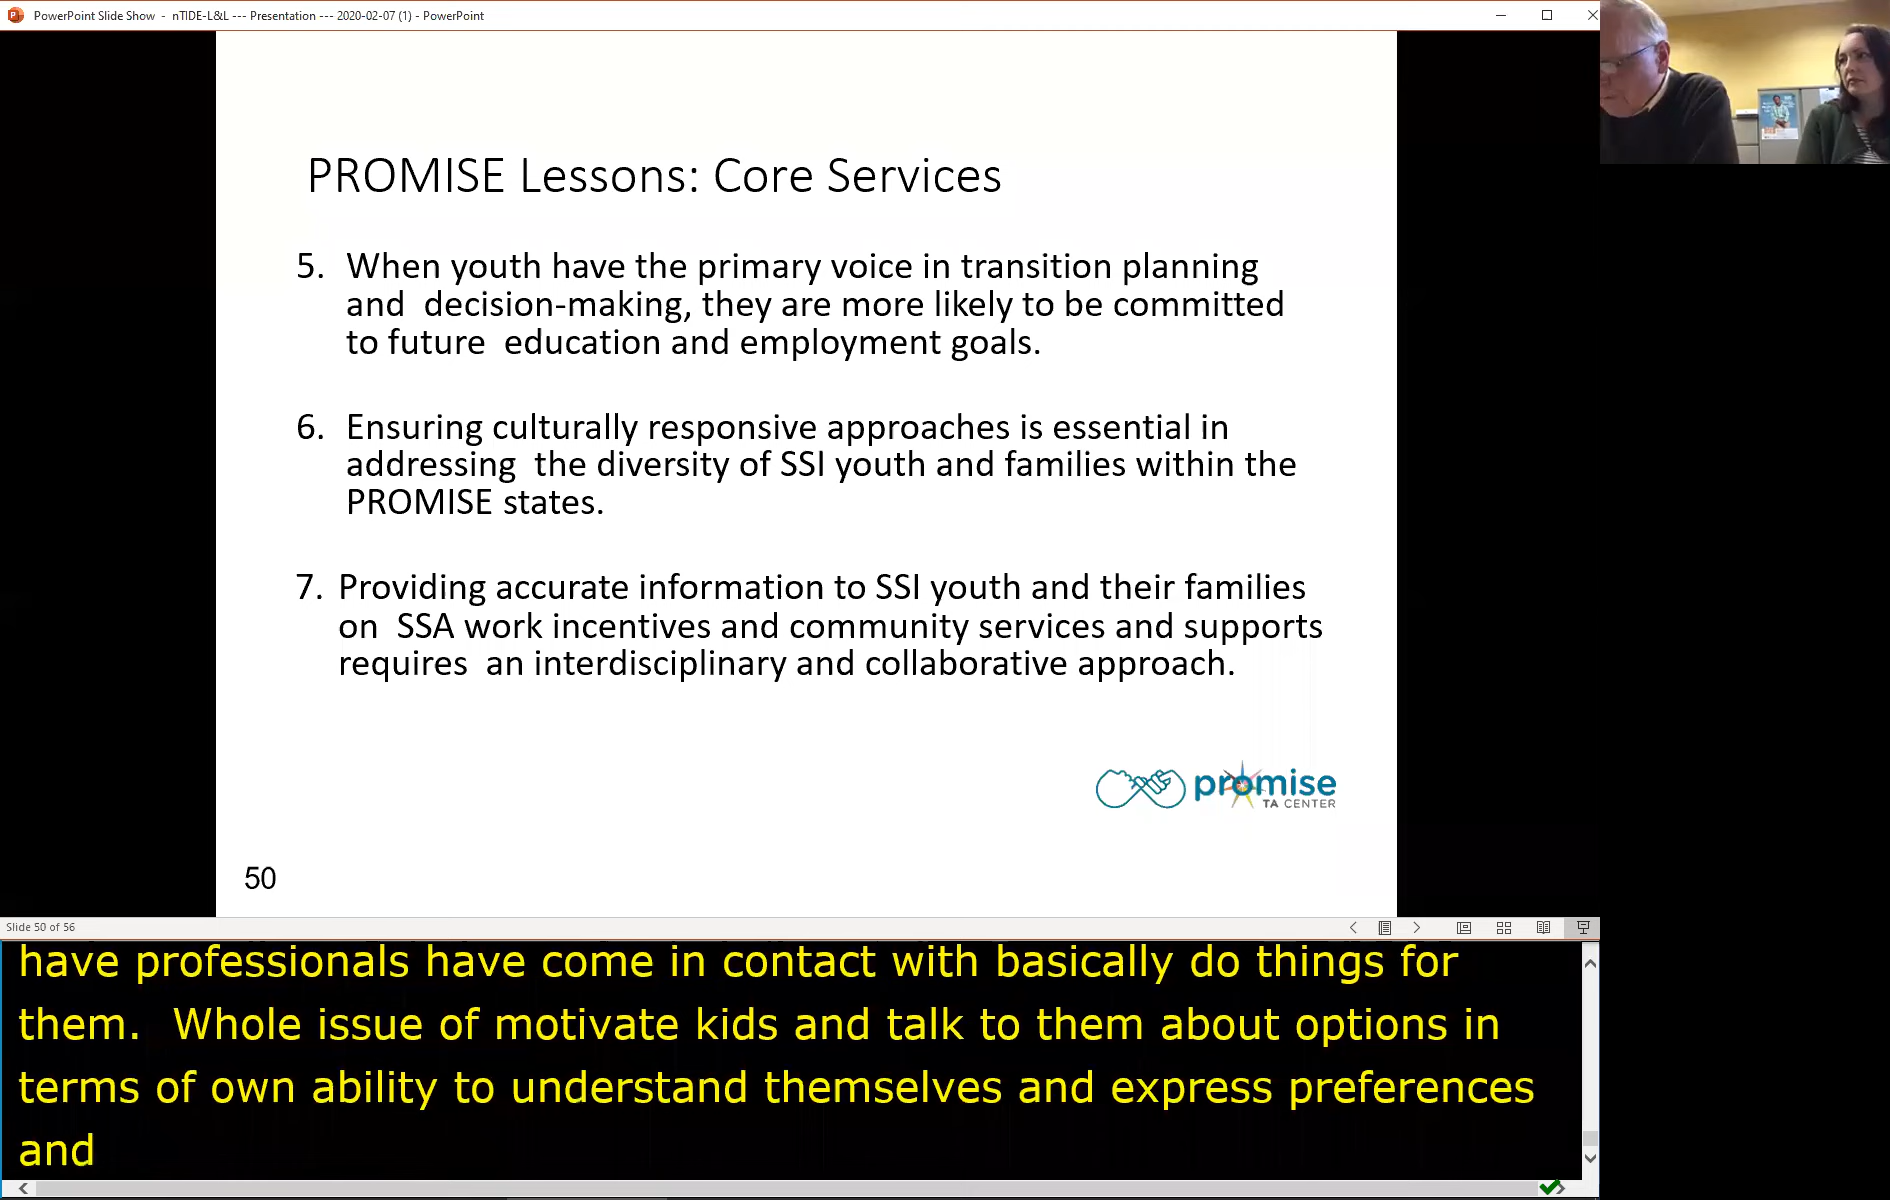 PowerPoint Slide Show - nTIDE-L&L --- Presentation --- 2020-02-07 (1) - PowerPoint
PROMISE Lessons: Core Services
5. When youth have the primary voice in transition planning
and decision-making, they are more likely to be committed
to future education and employment goals.
6. Ensuring culturally responsive approaches is essential in
addressing the diversity of SSI youth and families within the
PROMISE states.
7. Providing accurate information to SSI youth and their families
on SSA work incentives and community services and supports
requires an interdisciplinary and collaborative approach.
promise
TA CENTER
50
Slide 50 of 56
have professionals have come in contact with basically do things for
them. Whole issue of motivate kids and talk to them about options in
terms of own ability to understand themselves and express preferences
and